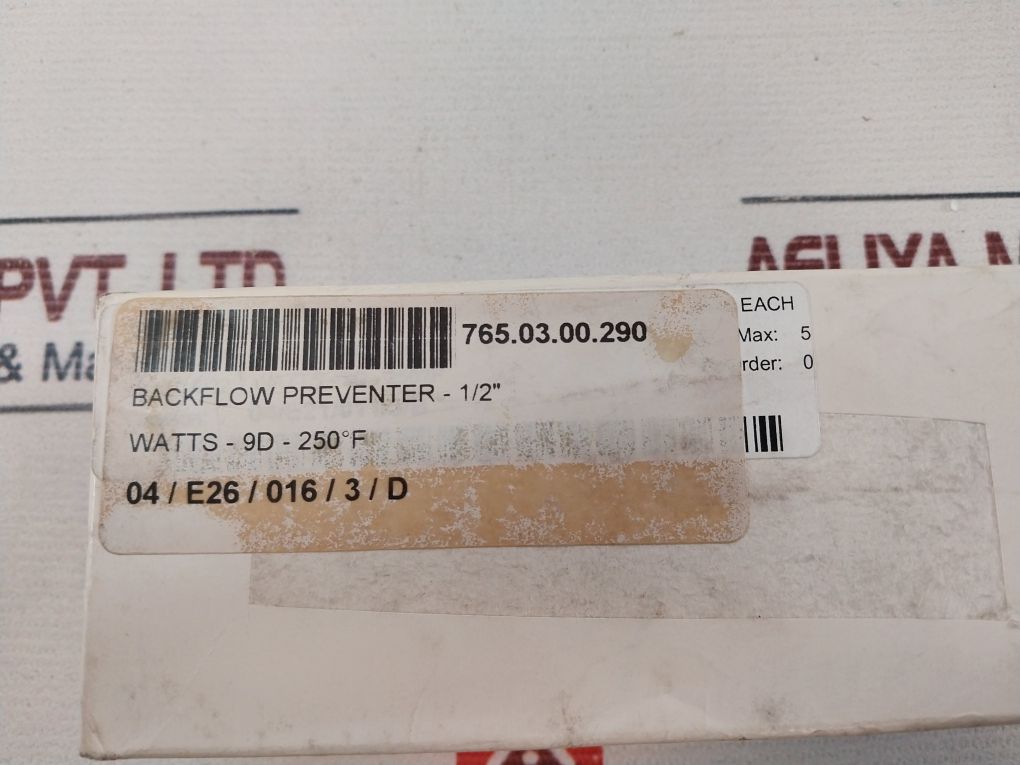 PVT. LTD
ASUYA M
& Ma
765.03.00.290
BACKFLOW PREVENTER - 1/2"
WATTS - 9D - 250°F
04 / E26 / 016 / 3 / D
EACH
Max: 5
rder: 0